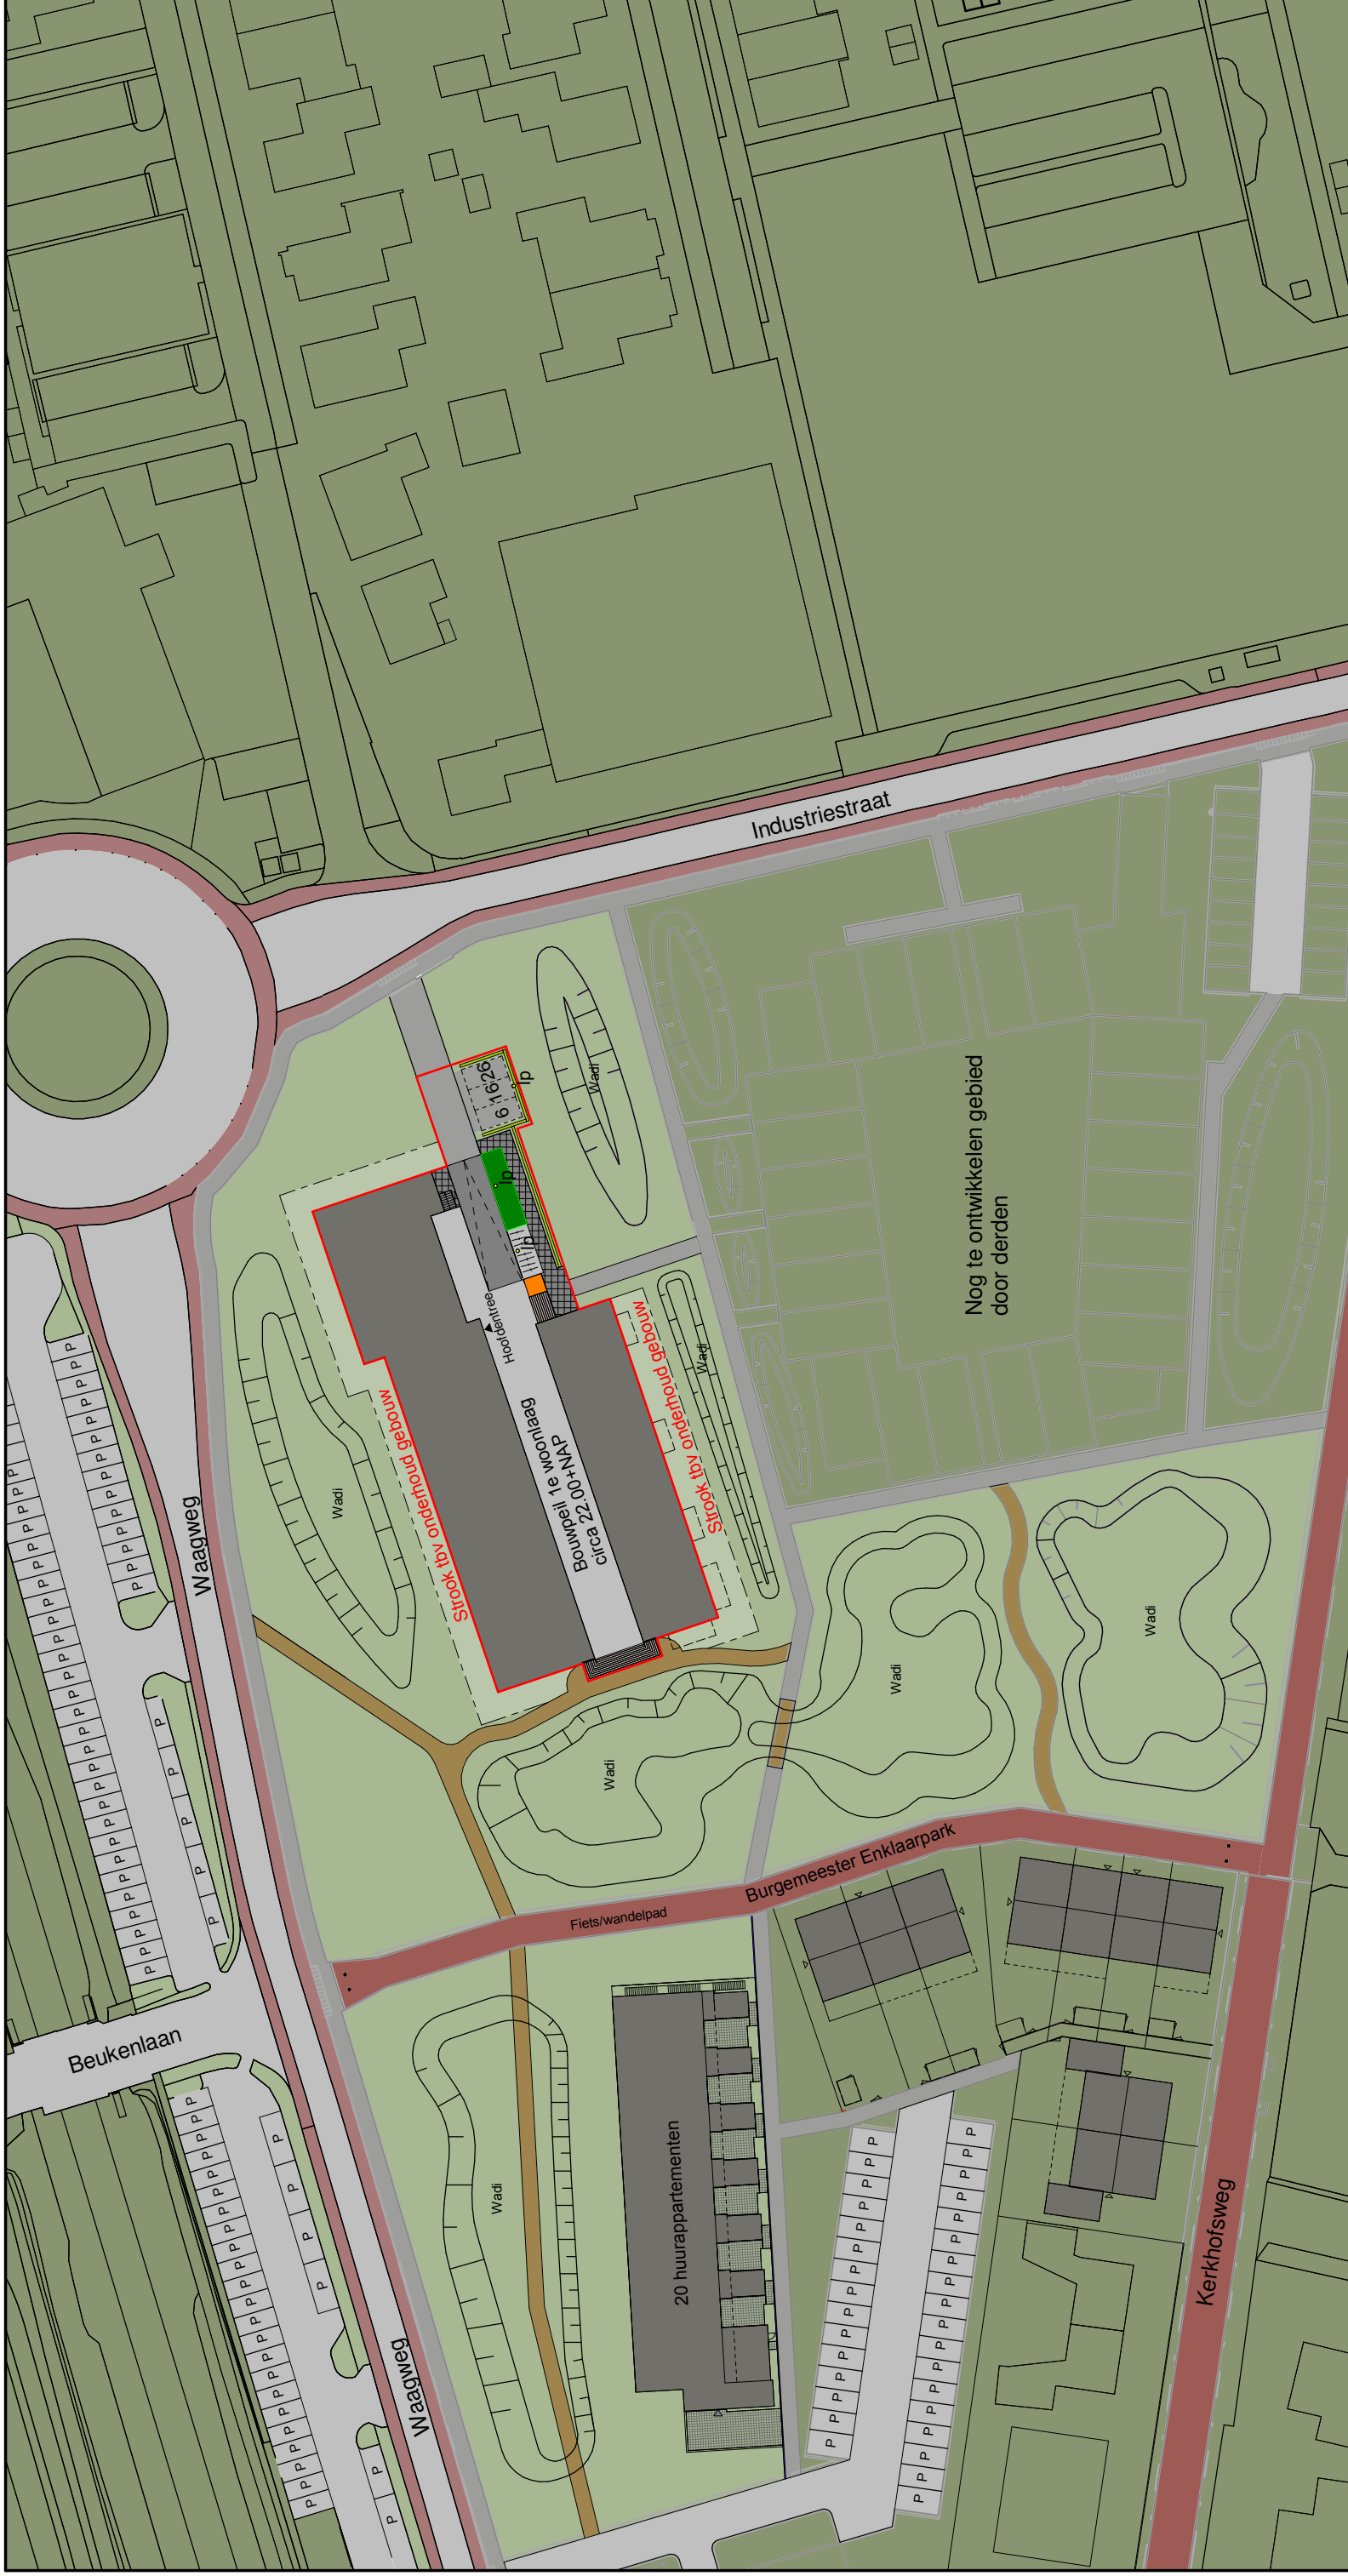 Industriestraat
6 1626
lp
Wadi
lp
lp
Hoofdentree
Strook tbv onderhoud gebouw
Strook tbv onderhoud gebouw
Wadi
Bouwpeil 1e woonlaag
circa 22.00+NAP
Wadi
Nog te ontwikkelen gebied
door derden
Waagweg
Wadi
Wadi
Wadi
Burgemeester Enklaarpark
Fiets/wandelpad
Beukenlaan
Wadi
20 huurappartementen
Kerkhofsweg
Waagweg
P P P P P P P P P P P
P P P P P P
P P P P P P P P P P P P P